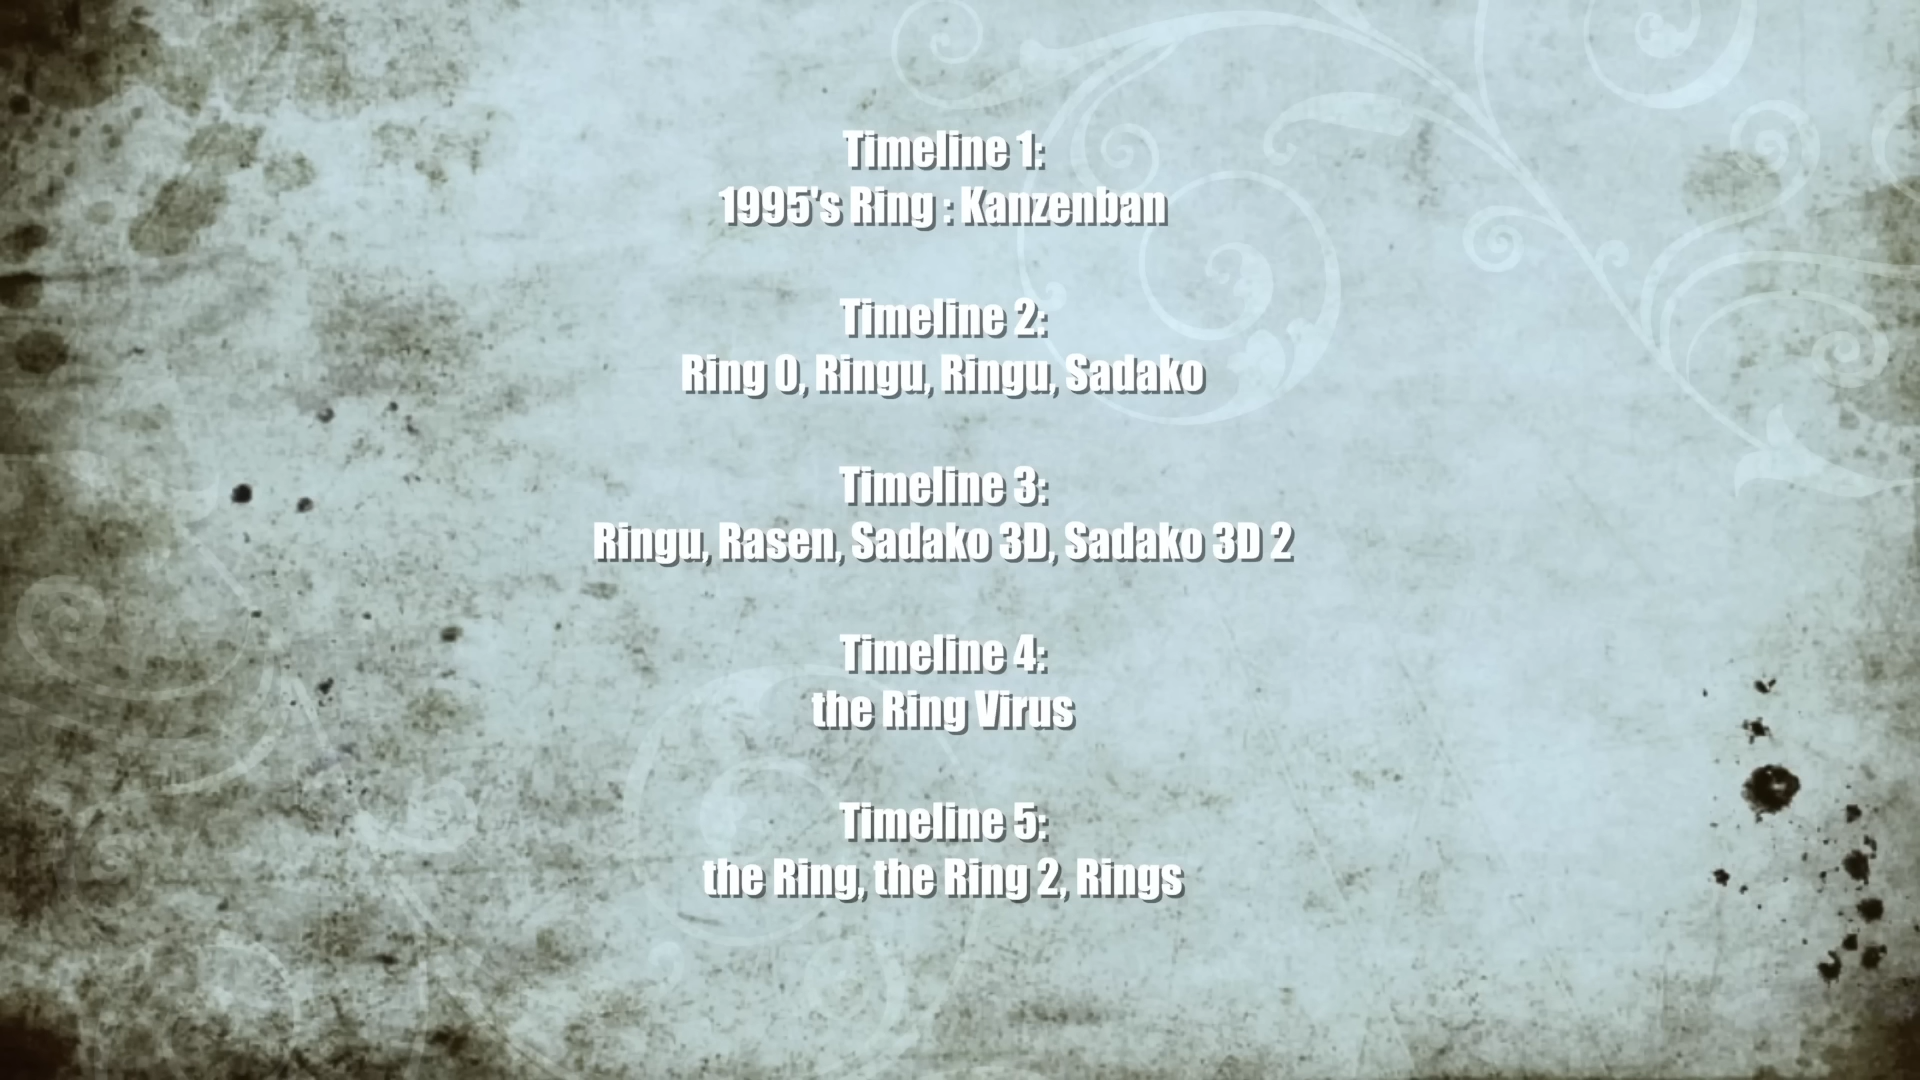 Timeline 1:
1995's Ring : Kanzenban
Timeline 2:
Ring 0, Ringu, Ringu, Sadako
Timeline 3:
Ringu, Rasen, Sadako 3D, Sadako 3D 2
Timeline 4:
the Ring Virus
Timeline 5:
the Ring, the Ring 2, Rings